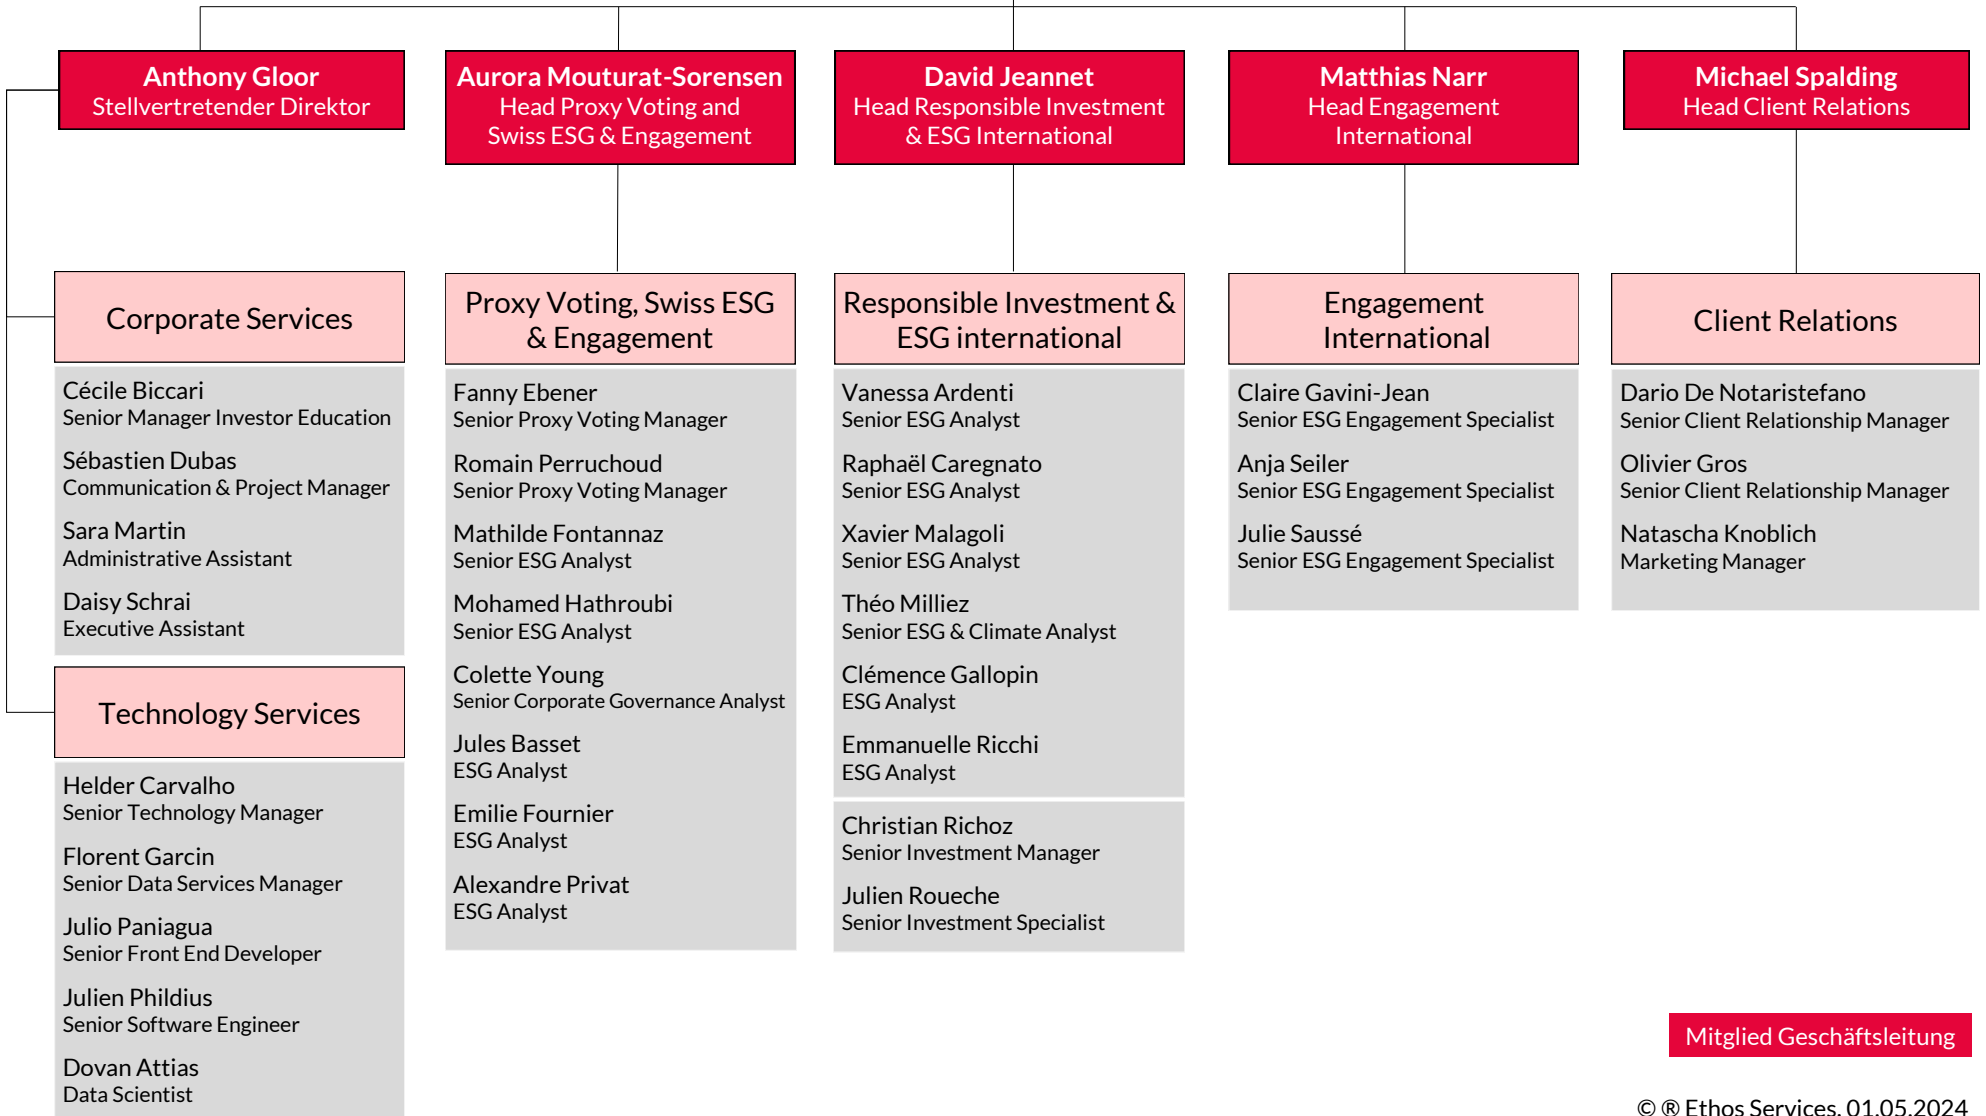 Anthony Gloor
Stellvertretender Direktor
Aurora Mouturat-Sorensen
Head Proxy Voting and
Swiss ESG & Engagement
David Jeannet
Head Responsible Investment
& ESG International
Matthias Narr
Head Engagement
International
Michael Spalding
Head Client Relations
Corporate Services
Cécile Biccari
Senior Manager Investor Education
Sébastien Dubas
Communication & Project Manager
Sara Martin
Administrative Assistant
Daisy Schrai
Executive Assistant
Technology Services
Helder Carvalho
Senior Technology Manager
Florent Garcin
Senior Data Services Manager
Julio Paniagua
Senior Front End Developer
Julien Phildius
Senior Software Engineer
Dovan Attias
Data Scientist
Proxy Voting, Swiss ESG
& Engagement
Fanny Ebener
Senior Proxy Voting Manager
Romain Perruchoud
Senior Proxy Voting Manager
Mathilde Fontannaz
Senior ESG Analyst
Mohamed Hathroubi
Senior ESG Analyst
Colette Young
Senior Corporate Governance Analyst
Jules Basset
ESG Analyst
Emilie Fournier
ESG Analyst
Alexandre Privat
ESG Analyst
Responsible Investment &
ESG international
Vanessa Ardenti
Senior ESG Analyst
Raphaël Caregnato
Senior ESG Analyst
Xavier Malagoli
Senior ESG Analyst
Théo Milliez
Senior ESG & Climate Analyst
Clémence Gallopin
ESG Analyst
Emmanuelle Ricchi
ESG Analyst
Christian Richoz
Senior Investment Manager
Julien Roueche
Senior Investment Specialist
Engagement
International
Claire Gavini-Jean
Senior ESG Engagement Specialist
Anja Seiler
Senior ESG Engagement Specialist
Julie Saussé
Senior ESG Engagement Specialist
Client Relations
Dario De Notaristefano
Senior Client Relationship Manager
Olivier Gros
Senior Client Relationship Manager
Natascha Knoblich
Marketing Manager
Mitglied Geschäftsleitung
© ® Ethos Services, 01.05.2024